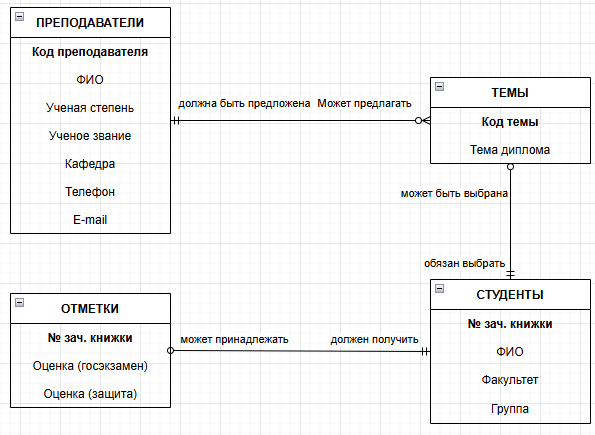 ПРЕПОДАВАТЕЛИ
Код преподавателя
ФИО
Ученая степень
Ученое звание
Кафедра
Телефон
E-mail
должна быть предложена Может предлагать
ТЕМЫ
Код темы
Тема диплома
может быть выбрана
обязан выбрать
СТУДЕНТЫ
№ зач. книжки
ФИО
Факультет
Группа
ОТМЕТКИ
№ зач. книжки
Оценка (госэкзамен)
Оценка (защита)
может принадлежать
должен получить